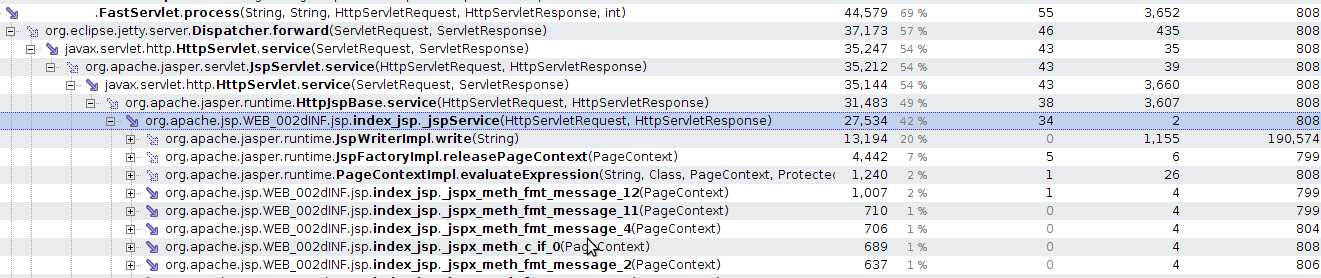 .FastServlet.process(String, String, HttpServletRequest, HttpServletResponse, int) 44,579 69 % 55 3,652 808
org.eclipse.jetty.server.Dispatcher.forward(ServletRequest, ServletResponse) 37,173 57 % 46 435 808
javax.servlet.http.HttpServlet.service(ServletRequest, ServletResponse) 35,247 54 % 43 35 808
org.apache.jasper.servlet.JspServlet.service(HttpServletRequest, HttpServletResponse) 35,212 54 % 43 39 808
javax.servlet.http.HttpServlet.service(ServletRequest, ServletResponse) 35,144 54 % 43 3,660 808
org.apache.jasper.runtime.HttpJspBase.service(HttpServletRequest, HttpServletResponse) 31,483 49 % 38 3,607 808
org.apache.jsp.WEB_002dINF.jsp.index_jsp._jspService(HttpServletRequest, HttpServletResponse) 27,534 42 % 34 2 808
org.apache.jasper.runtime.JspWriterImpl.write(String) 13,194 20 % 0 1,155 190,574
org.apache.jasper.runtime.JspFactoryImpl.releasePageContext(PageContext) 4,442 7 % 5 6 799
org.apache.jasper.runtime.PageContextImpl.evaluateExpression(String, Class, PageContext, Protected 1,240 2 % 1 26 808
org.apache.jsp.WEB_002dINF.jsp.index_jsp._jspx_meth_fmt_message_12(PageContext) 1,007 2 % 1 4 799
org.apache.jsp.WEB_002dINF.jsp.index_jsp._jspx_meth_fmt_message_11(PageContext) 710 1 % 0 4 799
org.apache.jsp.WEB_002dINF.jsp.index_jsp._jspx_meth_fmt_message_4(PageContext) 706 1 % 0 4 804
org.apache.jsp.WEB_002dINF.jsp.index_jsp._jspx_meth_c_if_0(PageContext) 689 1 % 0 4 808
org.apache.jsp.WEB_002dINF.jsp.index_jsp._jspx_meth_fmt_message_2(PageContext) 637 1 % 0 4 806